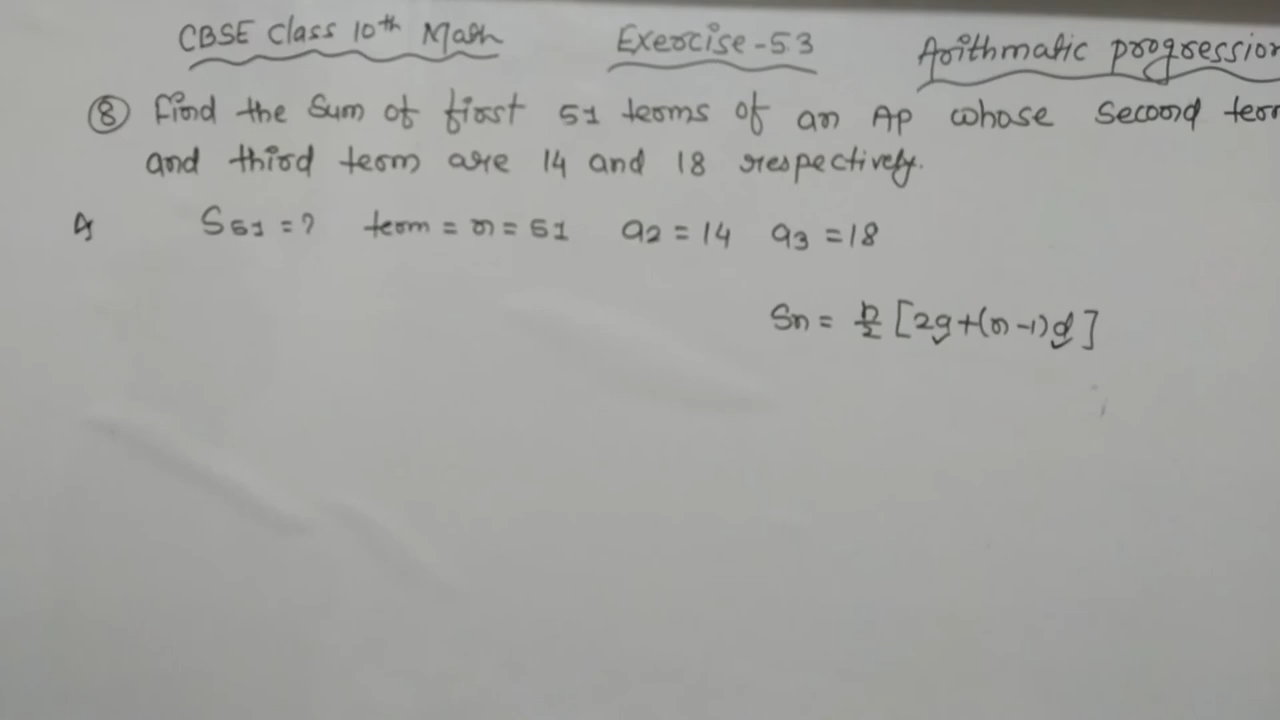 CBSE Class 10th Math Exercise-5.3 Arithmatic progression
⑧ Find the Sum of first 51 terms of an AP whose Second term
and third term are 14 and 18 respectively.
S51 = ? term = n = 51 a2 = 14 a3 = 18
Sn = n/2 [2a+(n-1)d]